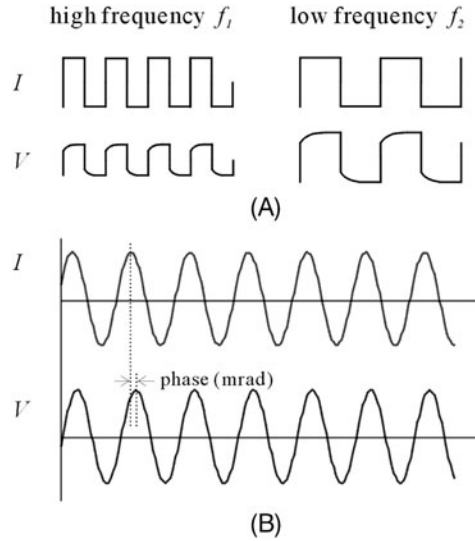 high frequency f₁ low frequency f₂
I
V
(A)
I
phase (mrad)
V
(B)